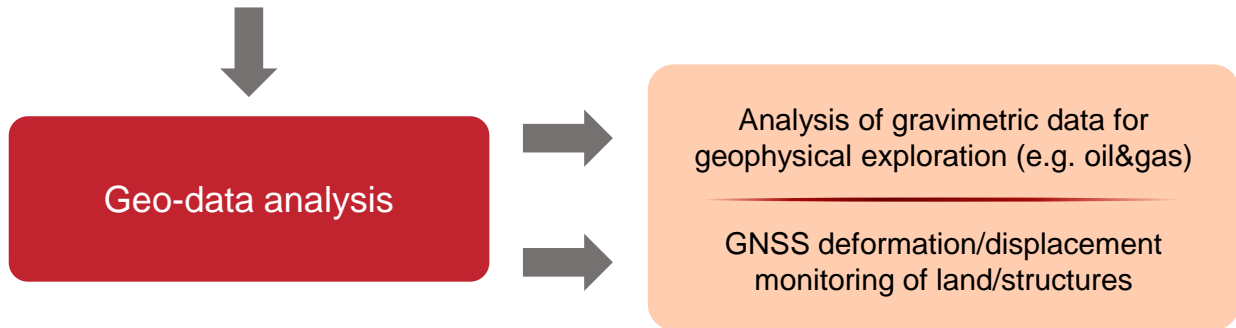 Geo-data analysis
Analysis of gravimetric data for
geophysical exploration (e.g. oil&gas)
GNSS deformation/displacement
monitoring of land/structures